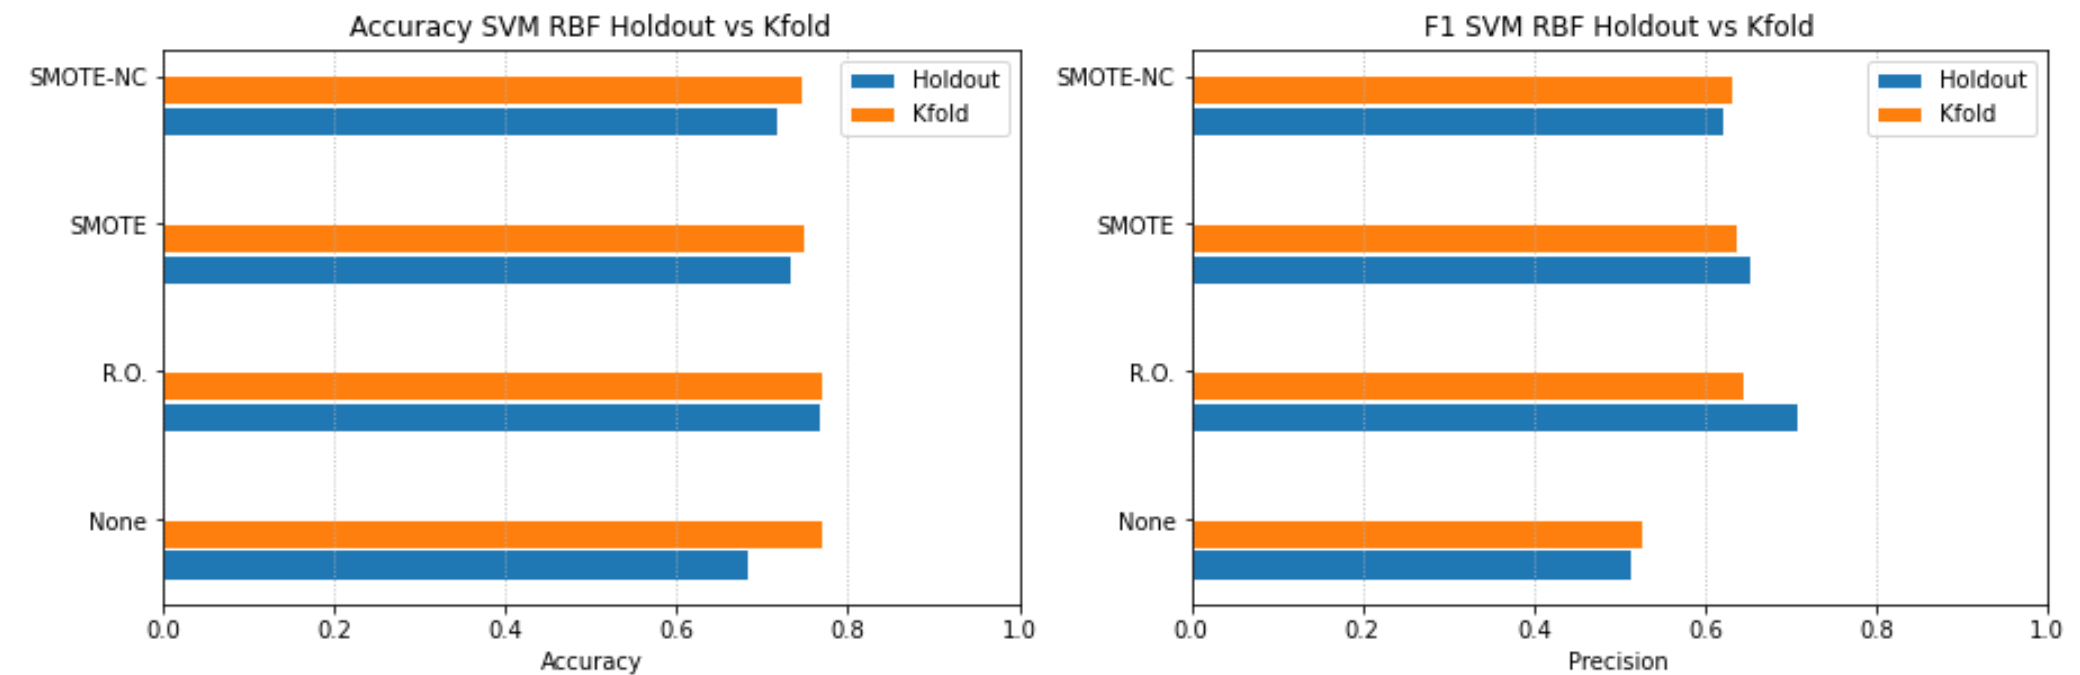 Accuracy SVM RBF Holdout vs Kfold
SMOTE-NC
SMOTE
R.O.
None
Holdout
Kfold
0.0 0.2 0.4 0.6 0.8 1.0
Accuracy
F1 SVM RBF Holdout vs Kfold
SMOTE-NC
SMOTE
R.O.
None
Holdout
Kfold
0.0 0.2 0.4 0.6 0.8 1.0
Precision